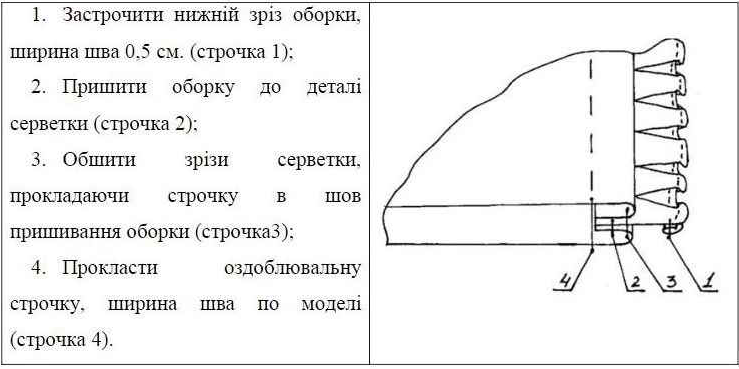 1. Застрочити нижній зріз оборки,
ширина шва 0,5 см. (строчка 1);
2. Пришити оборку до деталі
серветки (строчка 2);
3. Обшити зрізи серветки,
прокладаючи строчку в шов
пришивання оборки (строчка3);
4. Прокласти оздоблювальну
строчку, ширина шва по моделі
(строчка 4).
4 2 3 1